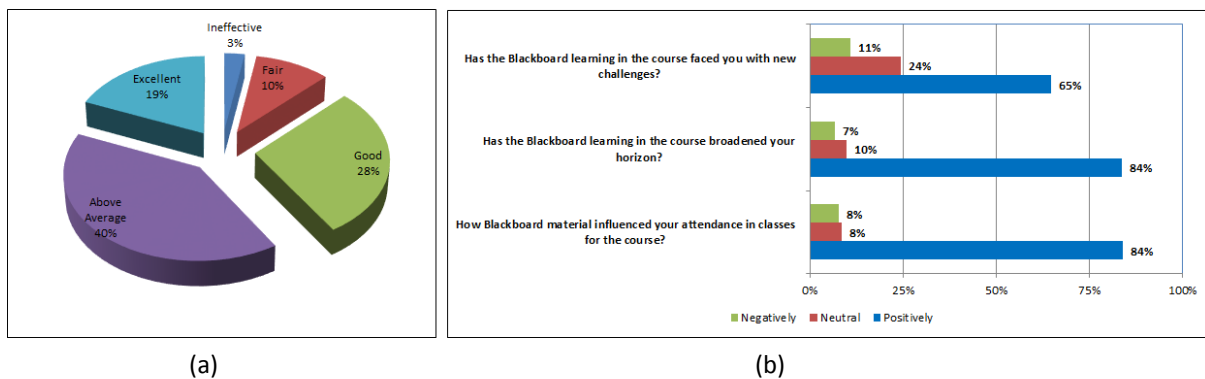 Ineffective
3%
Fair
10%
Good
28%
Above
Average
40%
Excellent
19%
Has the Blackboard learning in the course faced you with new
challenges?
11%
24%
65%
Has the Blackboard learning in the course broadened your
horizon?
7%
10%
84%
How Blackboard material influenced your attendance in classes
for the course?
8%
8%
84%
0%
25%
50%
75%
100%
Negatively
Neutral
Positively
(a)
(b)